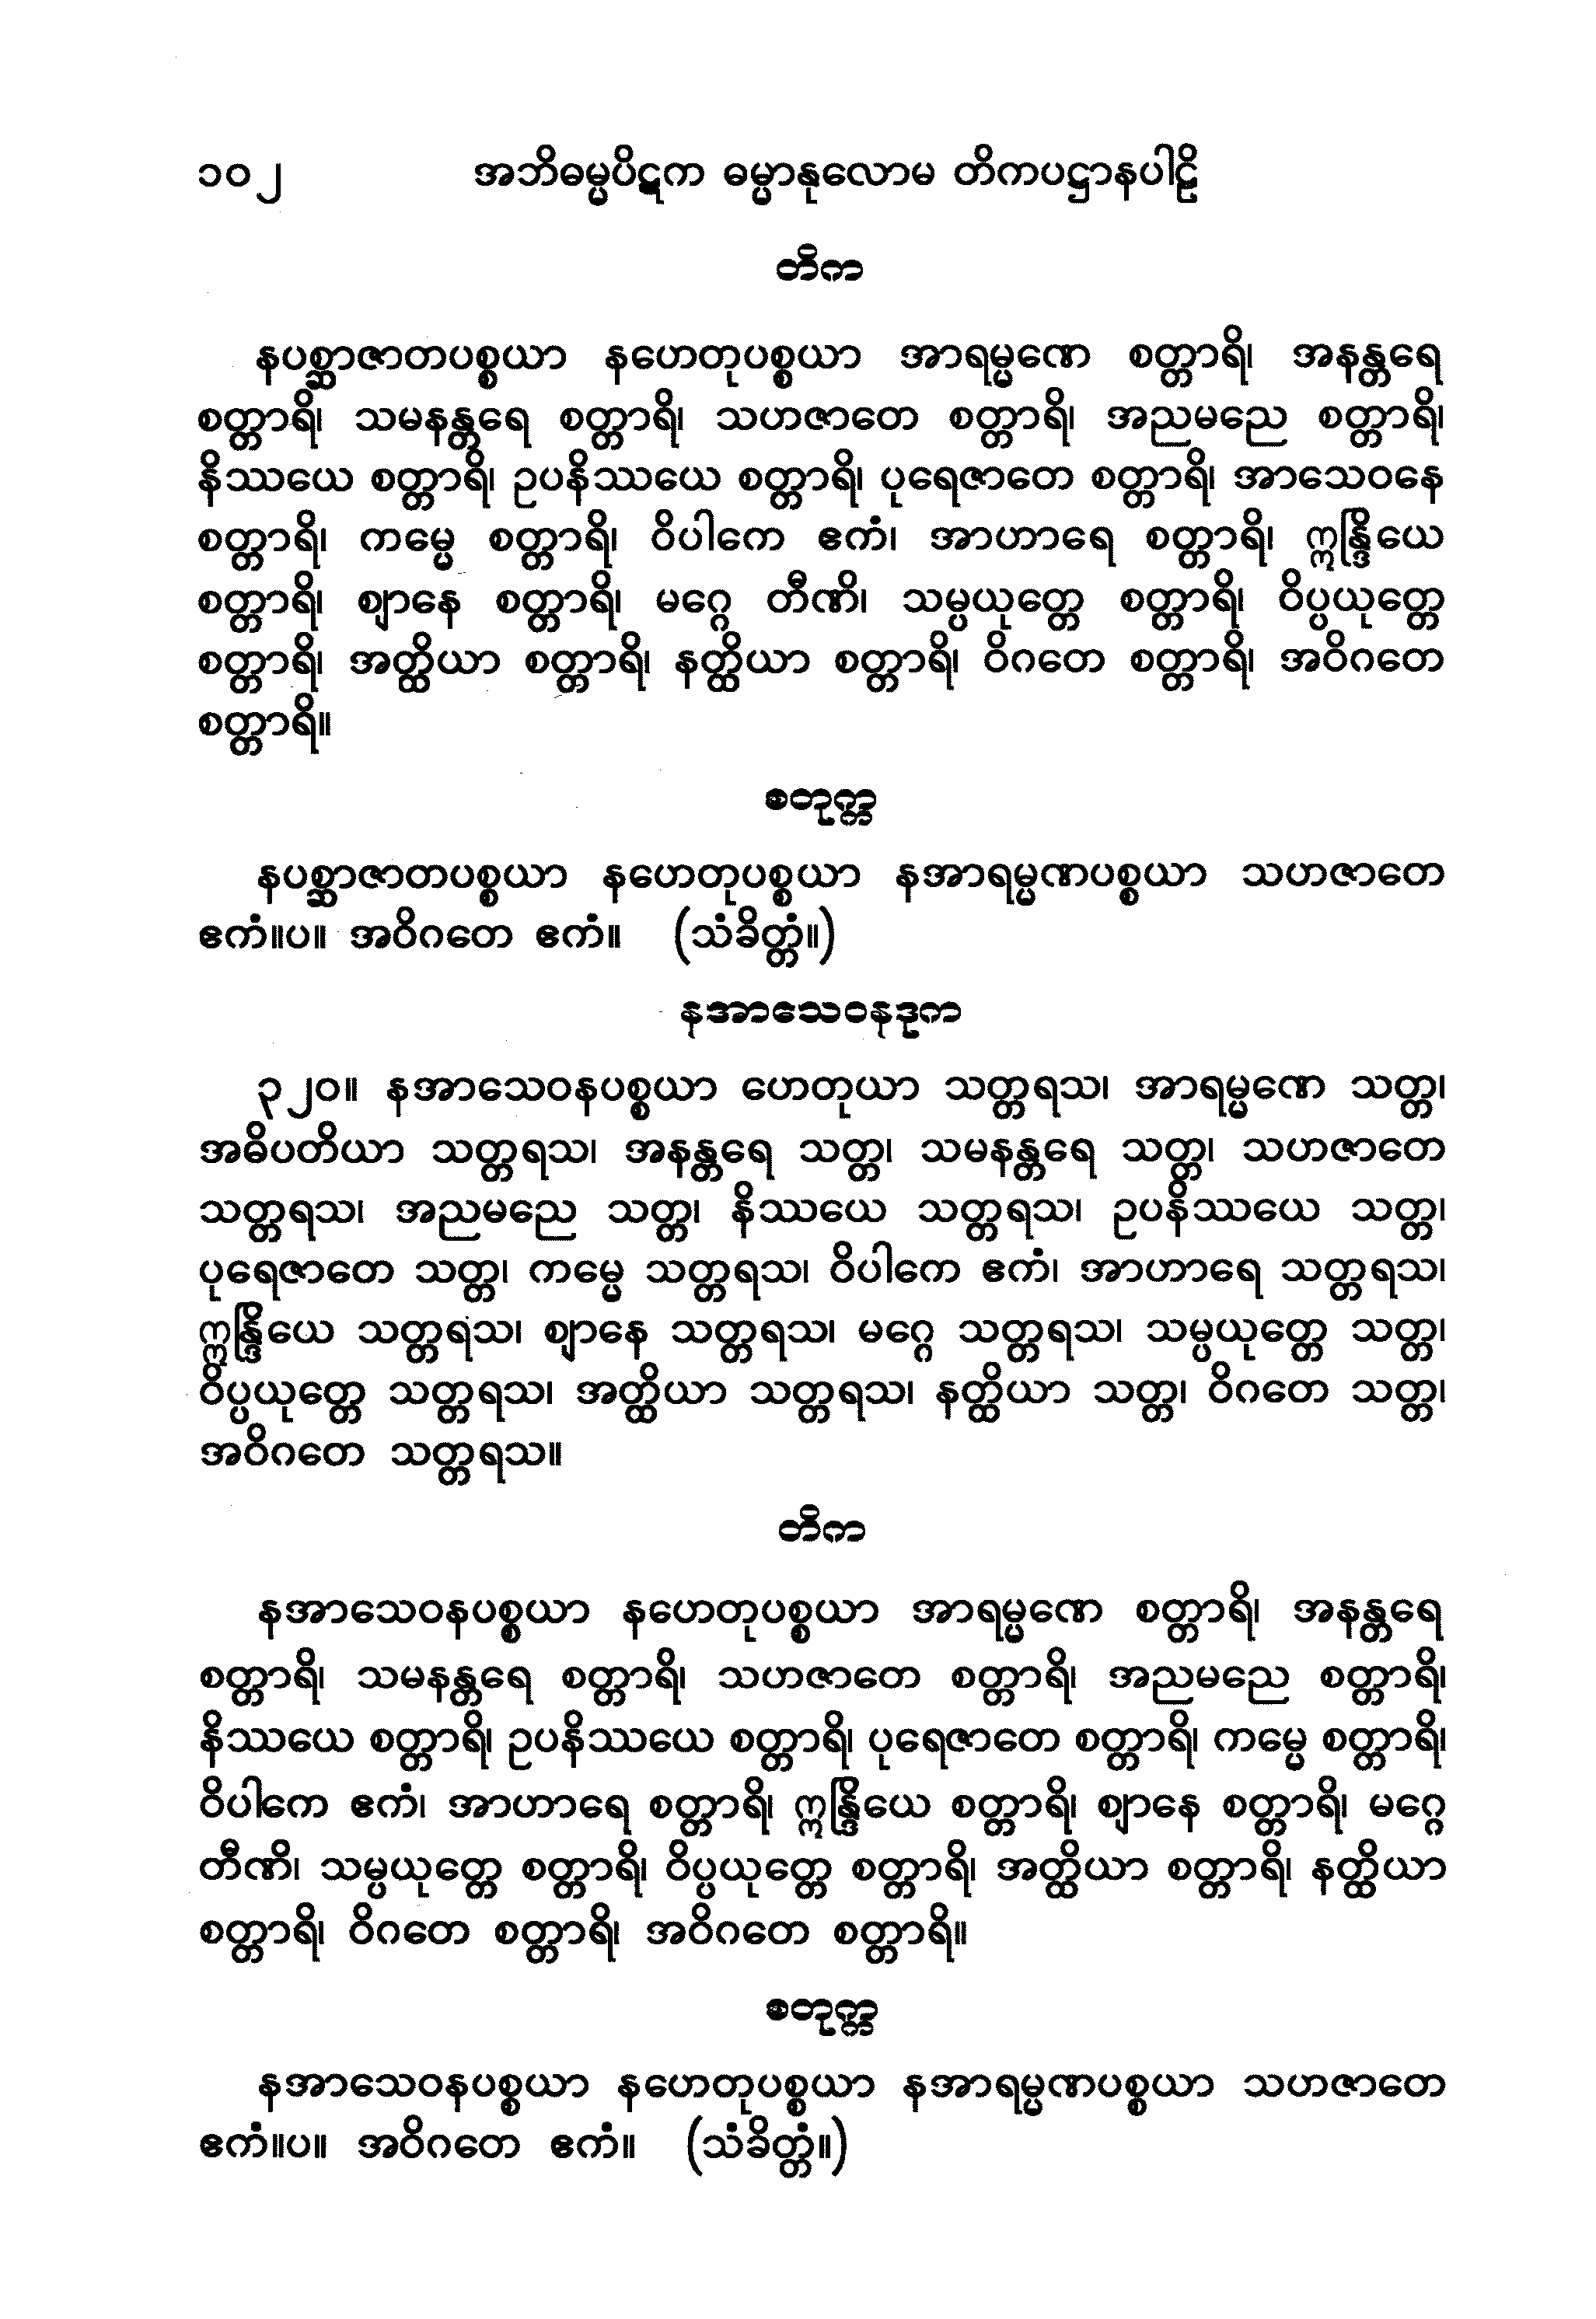 ၁၀၂ အဘိဓမ္မပိဋက ဓမ္မာနုလောမ တိကပဋ္ဌာနပါဠိ
တိက
နပစ္ဆာဇာတပစ္စယာ နဟေတုပစ္စယာ အာရမ္မဏေ စတ္တာရိ၊ အနန္တရေ
စတ္တာရိ၊ သမနန္တရေ စတ္တာရိ၊ သဟဇာတေ စတ္တာရိ၊ အညမညေ စတ္တာရိ၊
နိဿယေ စတ္တာရိ၊ ဥပနိဿယေ စတ္တာရိ၊ ပုရေဇာတေ စတ္တာရိ၊ အာသေဝနေ
စတ္တာရိ၊ ကမ္မေ စတ္တာရိ၊ ဝိပါကေ ဧကံ၊ အာဟာရေ စတ္တာရိ၊ ဣန္ဒြိယေ
စတ္တာရိ၊ ဈာနေ စတ္တာရိ၊ မဂ္ဂေ တီဏိ၊ သမ္ပယုတ္တေ စတ္တာရိ၊ ဝိပ္ပယုတ္တေ
စတ္တာရိ၊ အတ္ထိယာ စတ္တာရိ၊ နတ္ထိယာ စတ္တာရိ၊ ဝိဂတေ စတ္တာရိ၊ အဝိဂတေ
စတ္တာရိ။
စတုက္က
နပစ္ဆာဇာတပစ္စယာ နဟေတုပစ္စယာ နအာရမ္မဏပစ္စယာ သဟဇာတေ
ဧကံ။ပ။ အဝိဂတေ ဧကံ။ (သံခိတ္တံ။)
နအာသေဝနဒုက
၃၂၀။ နအာသေဝနပစ္စယာ ဟေတုယာ သတ္တရသ၊ အာရမ္မဏေ သတ္တ၊
အဓိပတိယာ သတ္တရသ၊ အနန္တရေ သတ္တ၊ သမနန္တရေ သတ္တ၊ သဟဇာတေ
သတ္တရသ၊ အညမညေ သတ္တ၊ နိဿယေ သတ္တရသ၊ ဥပနိဿယေ သတ္တ၊
ပုရေဇာတေ သတ္တ၊ ကမ္မေ သတ္တရသ၊ ဝိပါကေ ဧကံ၊ အာဟာရေ သတ္တရသ၊
ဣန္ဒြိယေ သတ္တရသ၊ ဈာနေ သတ္တရသ၊ မဂ္ဂေ သတ္တရသ၊ သမ္ပယုတ္တေ သတ္တ၊
ဝိပ္ပယုတ္တေ သတ္တရသ၊ အတ္ထိယာ သတ္တရသ၊ နတ္ထိယာ သတ္တ၊ ဝိဂတေ သတ္တ၊
အဝိဂတေ သတ္တရသ။
တိက
နအာသေဝနပစ္စယာ နဟေတုပစ္စယာ အာရမ္မဏေ စတ္တာရိ၊ အနန္တရေ
စတ္တာရိ၊ သမနန္တရေ စတ္တာရိ၊ သဟဇာတေ စတ္တာရိ၊ အညမညေ စတ္တာရိ၊
နိဿယေ စတ္တာရိ၊ ဥပနိဿယေ စတ္တာရိ၊ ပုရေဇာတေ စတ္တာရိ၊ ကမ္မေ စတ္တာရိ၊
ဝိပါကေ ဧကံ၊ အာဟာရေ စတ္တာရိ၊ ဣန္ဒြိယေ စတ္တာရိ၊ ဈာနေ စတ္တာရိ၊ မဂ္ဂေ
တီဏိ၊ သမ္ပယုတ္တေ စတ္တာရိ၊ ဝိပ္ပယုတ္တေ စတ္တာရိ၊ အတ္ထိယာ စတ္တာရိ၊ နတ္ထိယာ
စတ္တာရိ၊ ဝိဂတေ စတ္တာရိ၊ အဝိဂတေ စတ္တာရိ။
စတုက္က
နအာသေဝနပစ္စယာ နဟေတုပစ္စယာ နအာရမ္မဏပစ္စယာ သဟဇာတေ
ဧကံ။ပ။ အဝိဂတေ ဧကံ။ (သံခိတ္တံ။)